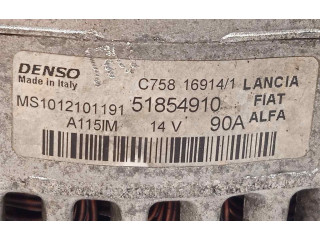 DENSO
Made in Italy
C758 16914/1
LANCIA
MS1012101191 51854910
FIAT
A115IM 14 V 90A
ALFA